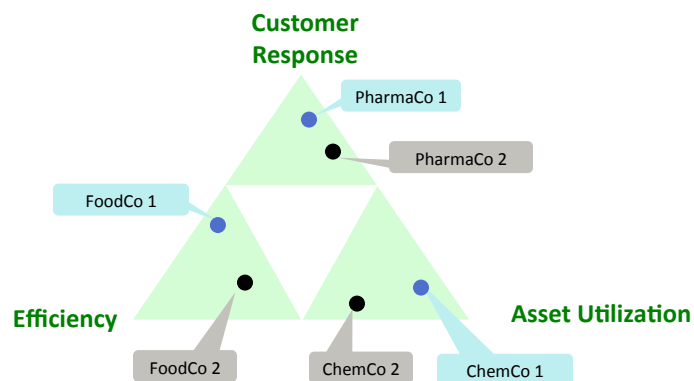 Customer
Response
PharmaCo 1
PharmaCo 2
FoodCo 1
Efficiency
Asset Utilization
FoodCo 2
ChemCo 2
ChemCo 1